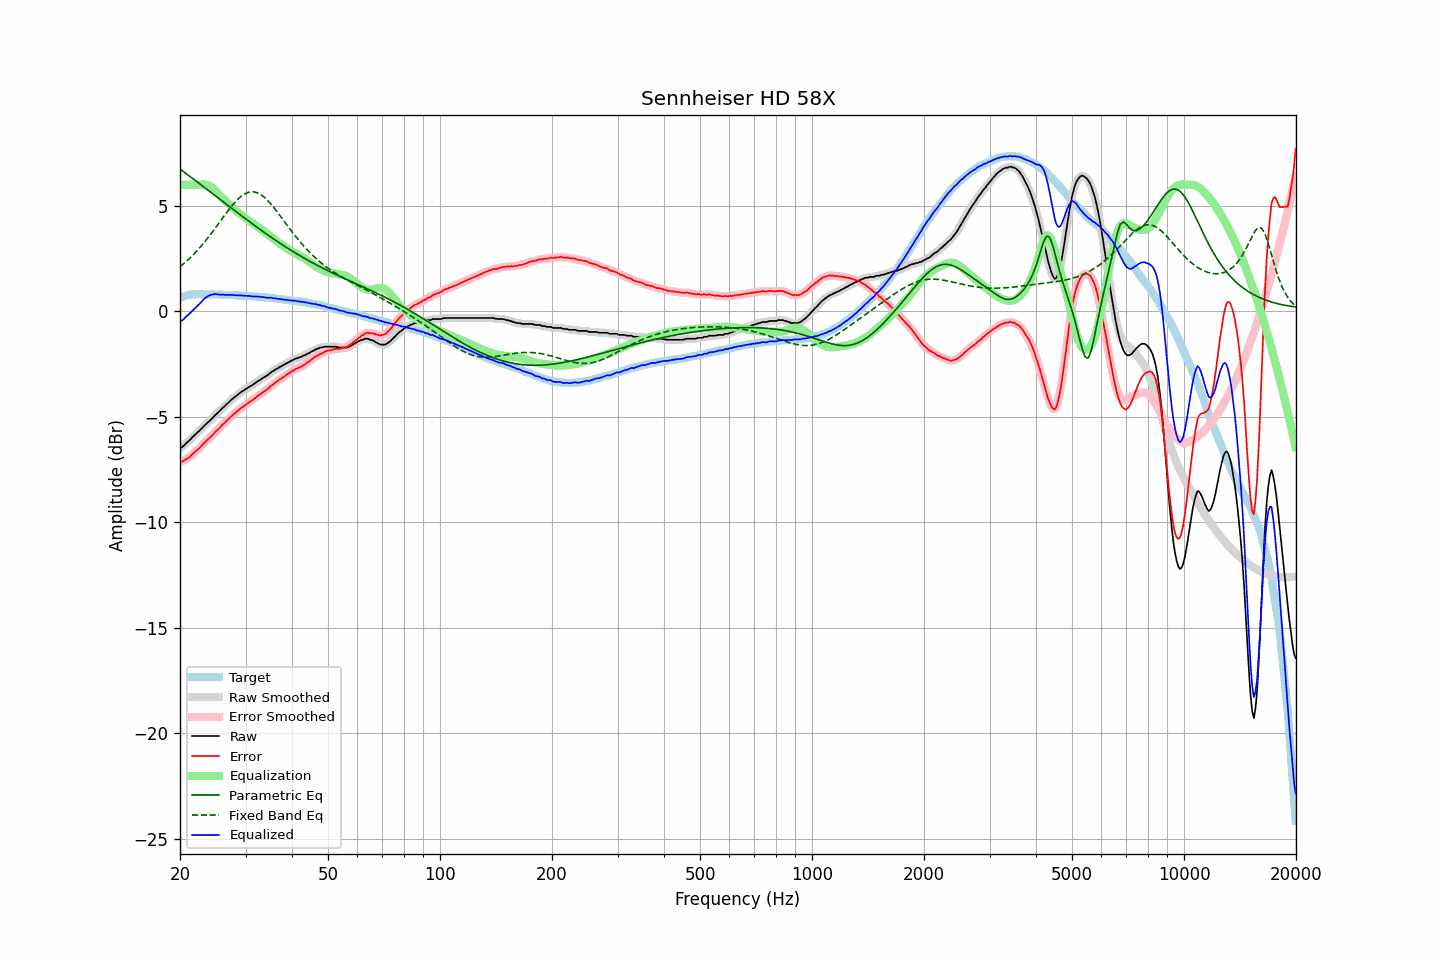 Sennheiser HD 58X
Amplitude (dBr)
5
0
−5
−10
−15
−20
−25
Target
Raw Smoothed
Error Smoothed
Raw
Error
Equalization
Parametric Eq
Fixed Band Eq
Equalized
20 50 100 200 500 1000 2000 5000 10000 20000
Frequency (Hz)